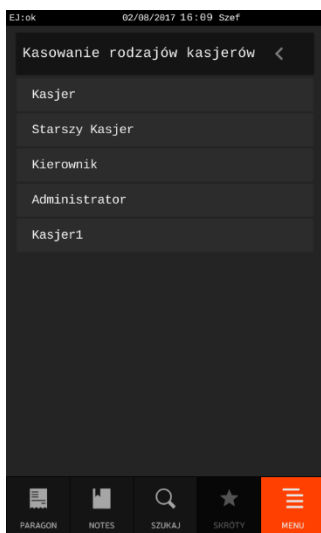 EJ:ok 02/08/2017 16:09 Szef
Kasowanie rodzajów kasjerów
Kasjer
Starszy Kasjer
Kierownik
Administrator
Kasjer1
PARAGON NOTES SZUKAJ SKRÓTY MENU